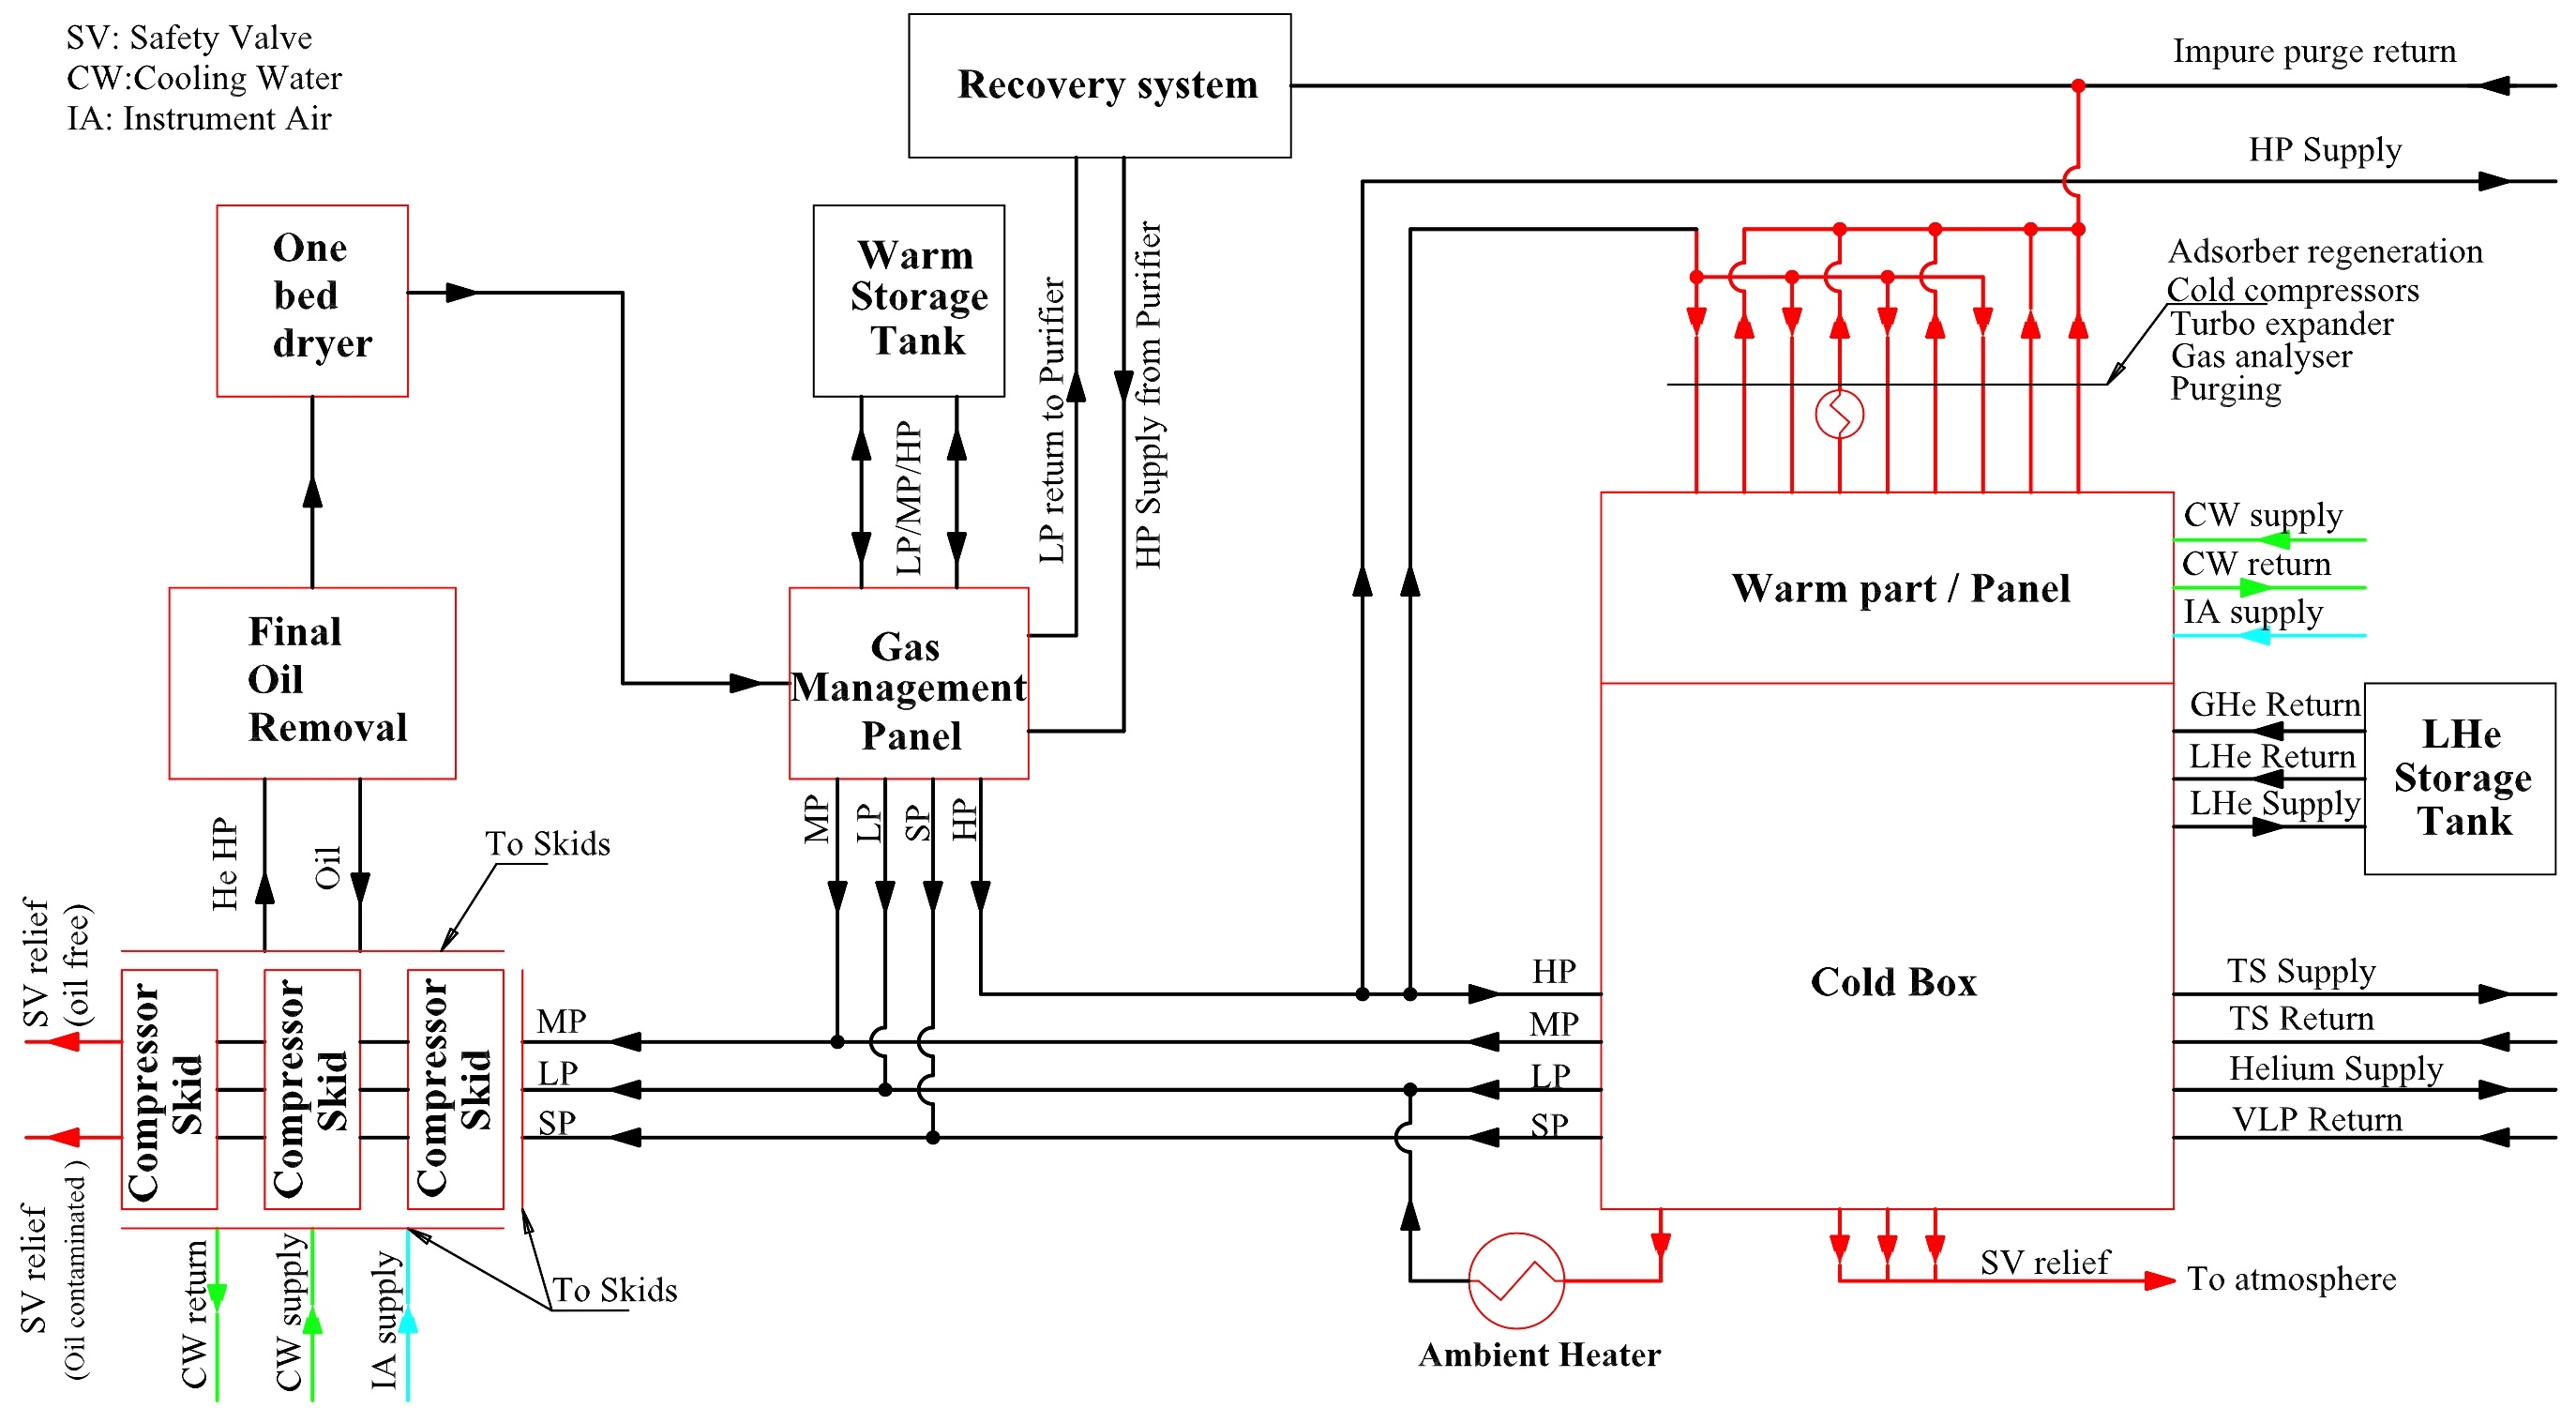 SV: Safety Valve
CW:Cooling Water
IA: Instrument Air
Recovery system
Impure purge return
HP Supply
One
bed
dryer
Warm
Storage
Tank
LP/MP/HP
LP return to Purifier
HP Supply from Purifier
Adsorber regeneration
Cold compressors
Turbo expander
Gas analyser
Purging
Final
Oil
Removal
Gas
Management
Panel
Warm part / Panel
CW supply
CW return
IA supply
GHe Return
LHe Return
LHe Supply
LHe
Storage
Tank
He HP
Oil
To Skids
MP
LP
SP
HP
SV relief
(oil free)
Compressor
Skid
Compressor
Skid
Compressor
Skid
MP
LP
SP
HP
MP
LP
SP
Cold Box
TS Supply
TS Return
Helium Supply
VLP Return
SV relief
(Oil contaminated )
CW return
CW supply
IA supply
To Skids
Ambient Heater
SV relief
To atmosphere